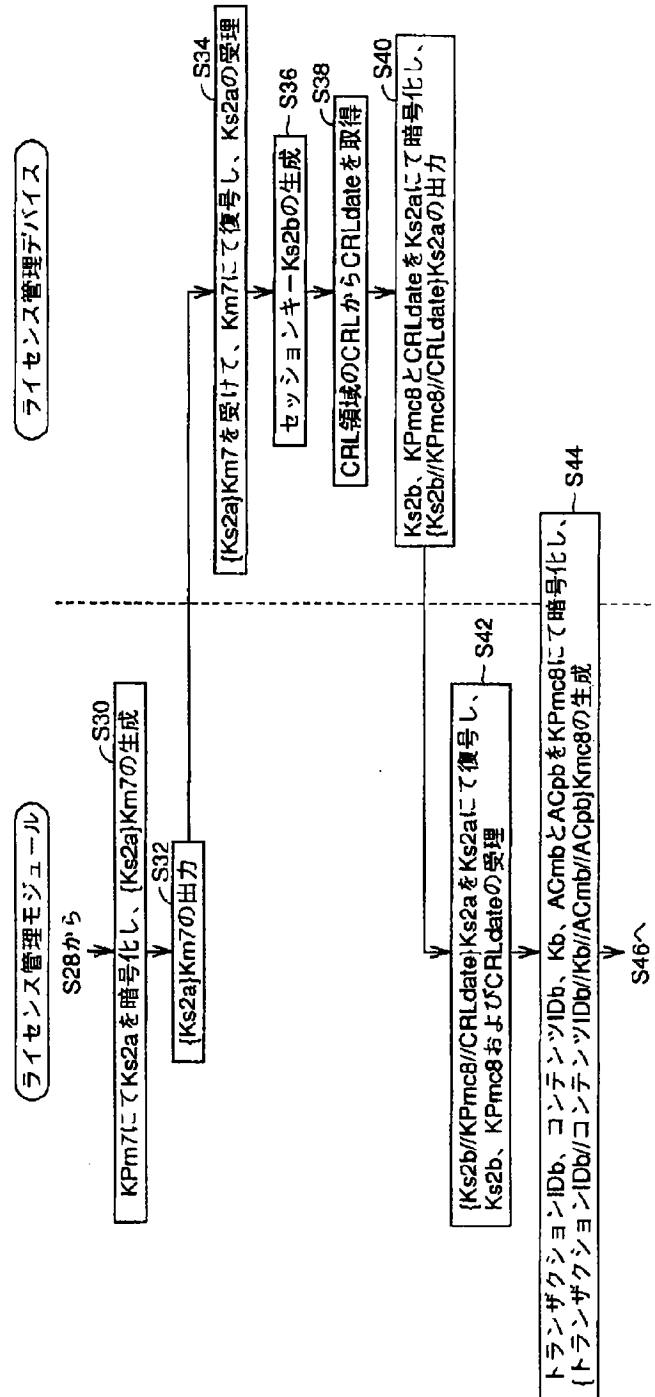 ライセンス管理モジュール
ライセンス管理デバイス
S28から
S30
KPm7にてKs2aを暗号化し、{Ks2a}Km7の生成
S32
{Ks2a}Km7の出力
S34
{Ks2a}Km7を受けて、Km7にて復号し、Ks2aの受理
S36
セッションキーKs2bの生成
S38
CRL領域のCRLからCRLdateを取得
S40
Ks2b、KPmc8とCRLdateをKs2aにて暗号化し、
{Ks2b//KPmc8//CRLdate}Ks2aの出力
S42
{Ks2b//KPmc8//CRLdate}Ks2aをKs2aにて復号し、
Ks2b、KPmc8およびCRLdateの受理
S44
トランザクションIDb、コンテンツIDb、Kb、ACmbとACpbをKPmc8にて暗号化し、
{トランザクションIDb//コンテンツIDb//Kb//ACmb//ACpb}Kmc8の生成
S46へ